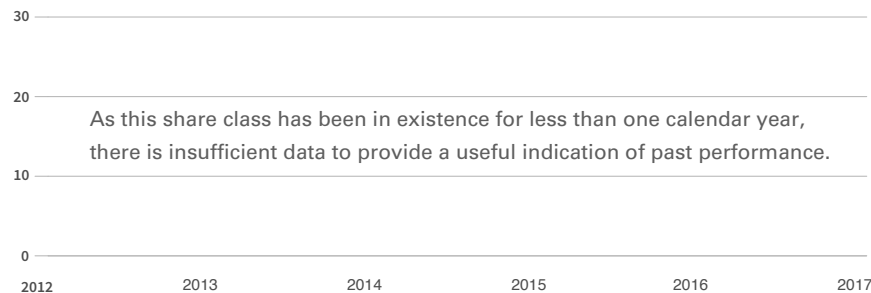 30
20
As this share class has been in existence for less than one calendar year,
there is insufficient data to provide a useful indication of past performance.
10
0
2012 2013 2014 2015 2016 2017